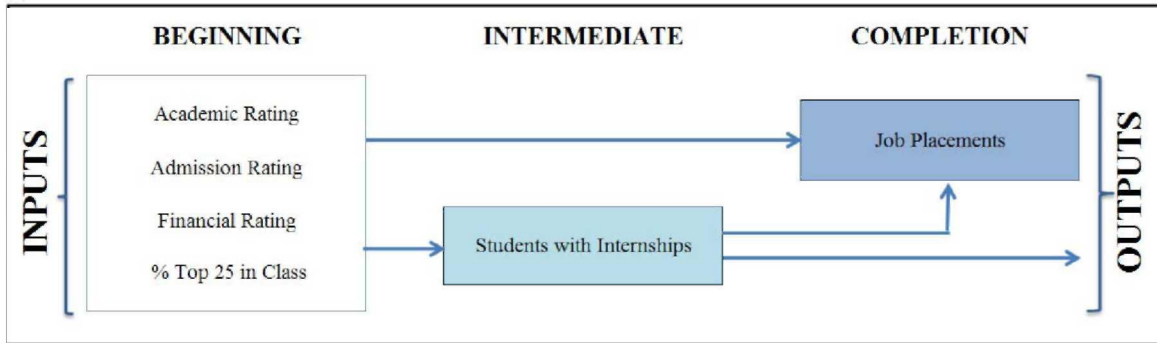 BEGINNING
INTERMEDIATE
COMPLETION
INPUTS
Academic Rating
Admission Rating
Financial Rating
% Top 25 in Class
Students with Internships
Job Placements
OUTPUTS